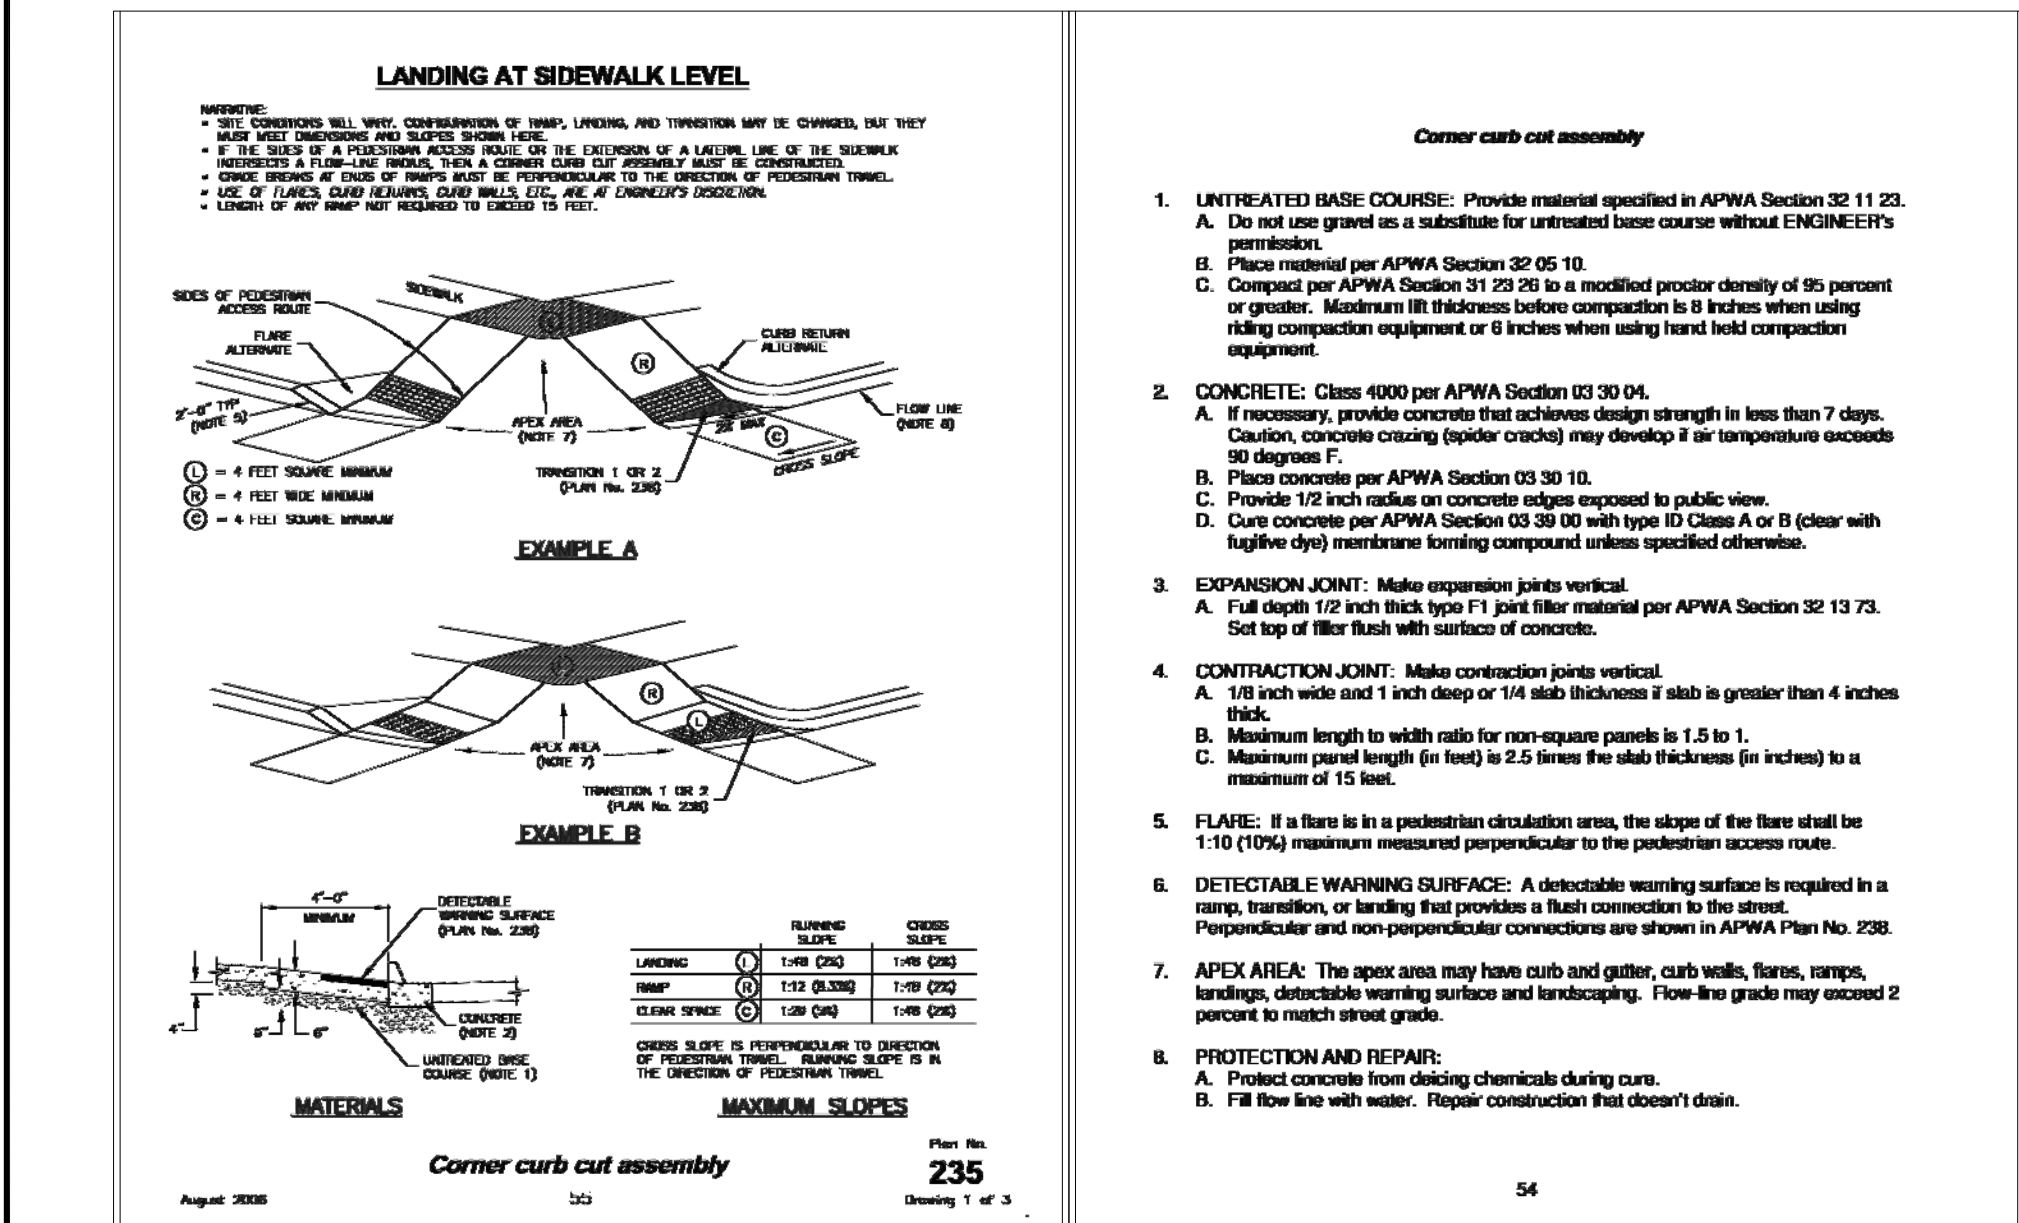 LANDING AT SIDEWALK LEVEL
NARRATIVE:
• SITE CONDITIONS WILL VARY. CONFIGURATION OF RAMP, LANDING, AND TRANSITION MAY BE CHANGED, BUT THEY
MUST MEET DIMENSIONS AND SLOPES SHOWN HERE.
• IF THE SIDES OF A PEDESTRIAN ACCESS ROUTE OR THE EXTENSION OF A LATERAL LINE OF THE SIDEWALK
INTERSECTS A FLOW-LINE RADIUS, THEN A CORNER CURB CUT ASSEMBLY MUST BE CONSTRUCTED.
• GRADE BREAKS AT ENDS OF RAMPS MUST BE PERPENDICULAR TO THE DIRECTION OF PEDESTRIAN TRAVEL.
• USE OF FLARES, CURB RETURNS, CURB WALLS, ETC., ARE AT ENGINEER'S DISCRETION.
• LENGTH OF ANY RAMP NOT REQUIRED TO EXCEED 15 FEET.
SIDEWALK
SIDES OF PEDESTRIAN
ACCESS ROUTE
FLARE
ALTERNATE
CURB RETURN
ALTERNATE
R
2'-0" TYP
(NOTE 5)
APEX AREA
(NOTE 7)
2% MAX
C
FLOW LINE
(NOTE 8)
CROSS SLOPE
TRANSITION 1 OR 2
(PLAN No. 238)
L = 4 FEET SQUARE MINIMUM
R = 4 FEET WIDE MINIMUM
C = 4 FEET SQUARE MINIMUM
EXAMPLE A
R
L
APEX AREA
(NOTE 7)
TRANSITION 1 OR 2
(PLAN No. 238)
EXAMPLE B
4'-0"
MINIMUM
DETECTABLE
WARNING SURFACE
(PLAN No. 238)
4"
6"
CONCRETE
(NOTE 2)
UNTREATED BASE
COURSE (NOTE 1)
MATERIALS
RUNNING SLOPE CROSS SLOPE
LANDING L 1:48 (2%) 1:48 (2%)
RAMP R 1:12 (8.33%) 1:48 (2%)
CLEAR SPACE C 1:20 (5%) 1:48 (2%)
CROSS SLOPE IS PERPENDICULAR TO DIRECTION
OF PEDESTRIAN TRAVEL. RUNNING SLOPE IS IN
THE DIRECTION OF PEDESTRIAN TRAVEL
MAXIMUM SLOPES
Corner curb cut assembly
Plan No.
235
August 2006
55
Drawing 1 of 3
Corner curb cut assembly
1. UNTREATED BASE COURSE: Provide material specified in APWA Section 32 11 23.
A. Do not use gravel as a substitute for untreated base course without ENGINEER's
permission.
B. Place material per APWA Section 32 05 10.
C. Compact per APWA Section 31 23 26 to a modified proctor density of 95 percent
or greater. Maximum lift thickness before compaction is 8 inches when using
riding compaction equipment or 6 inches when using hand held compaction
equipment.
2. CONCRETE: Class 4000 per APWA Section 03 30 04.
A. If necessary, provide concrete that achieves design strength in less than 7 days.
Caution, concrete crazing (spider cracks) may develop if air temperature exceeds
90 degrees F.
B. Place concrete per APWA Section 03 30 10.
C. Provide 1/2 inch radius on concrete edges exposed to public view.
D. Cure concrete per APWA Section 03 39 00 with type ID Class A or B (clear with
fugitive dye) membrane forming compound unless specified otherwise.
3. EXPANSION JOINT: Make expansion joints vertical.
A. Full depth 1/2 inch thick type F1 joint filler material per APWA Section 32 13 73.
Set top of filler flush with surface of concrete.
4. CONTRACTION JOINT: Make contraction joints vertical.
A. 1/8 inch wide and 1 inch deep or 1/4 slab thickness if slab is greater than 4 inches
thick.
B. Maximum length to width ratio for non-square panels is 1.5 to 1.
C. Maximum panel length (in feet) is 2.5 times the slab thickness (in inches) to a
maximum of 15 feet.
5. FLARE: If a flare is in a pedestrian circulation area, the slope of the flare shall be
1:10 (10%) maximum measured perpendicular to the pedestrian access route.
6. DETECTABLE WARNING SURFACE: A detectable warning surface is required in a
ramp, transition, or landing that provides a flush connection to the street.
Perpendicular and non-perpendicular connections are shown in APWA Plan No. 238.
7. APEX AREA: The apex area may have curb and gutter, curb walls, flares, ramps,
landings, detectable warning surface and landscaping. Flow-line grade may exceed 2
percent to match street grade.
8. PROTECTION AND REPAIR:
A. Protect concrete from deicing chemicals during cure.
B. Fill flow line with water. Repair construction that doesn't drain.
54